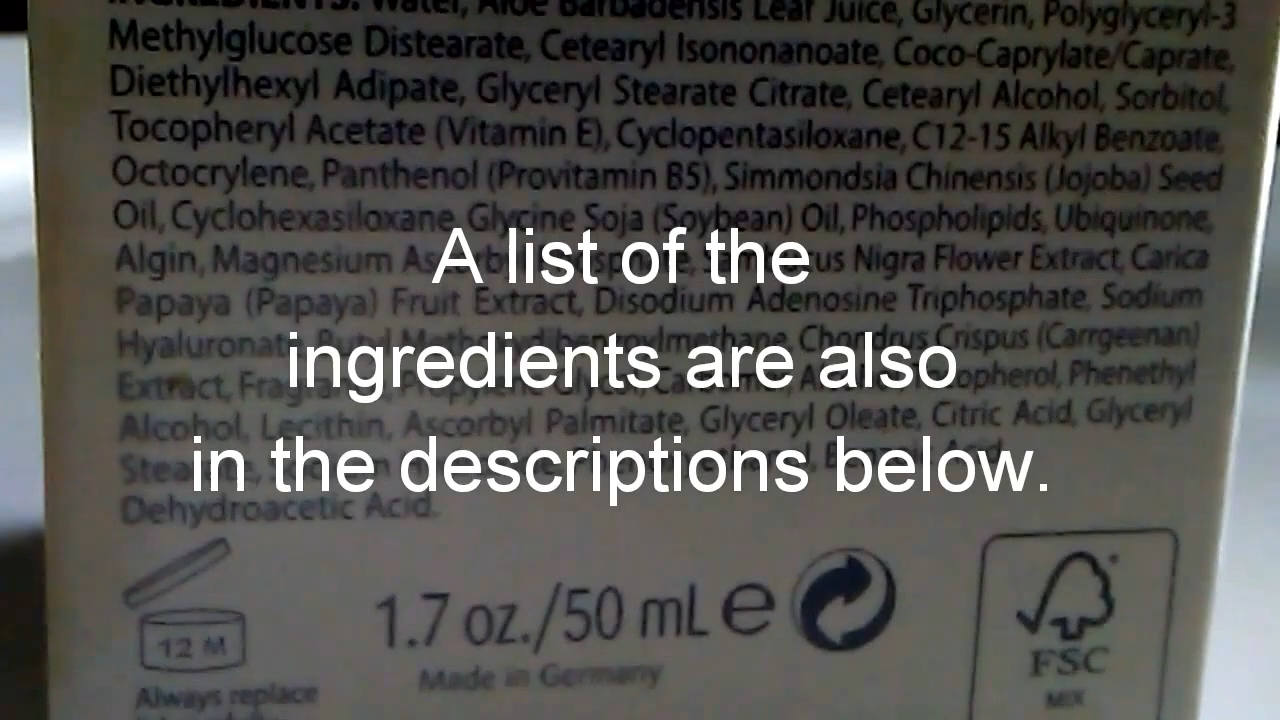 INGREDIENTS: Water, Aloe Barbadensis Leaf Juice, Glycerin, Polyglyceryl-3
Methylglucose Distearate, Cetearyl Isononanoate, Coco-Caprylate/Caprate,
Diethylhexyl Adipate, Glyceryl Stearate Citrate, Cetearyl Alcohol, Sorbitol,
Tocopheryl Acetate (Vitamin E), Cyclopentasiloxane, C12-15 Alkyl Benzoate,
Octocrylene, Panthenol (Provitamin B5), Simmondsia Chinensis (Jojoba) Seed
Oil, Cyclohexasiloxane, Glycine Soja (Soybean) Oil, Phospholipids, Ubiquinone,
Algin, Magnesium Nigra Flower Extract, Carica
Papaya (Papaya) Fruit Extract, Disodium Adenosine Triphosphate, Sodium
Chondrus Crispus (Carrgeenan)
Extract, Phenethyl
Alcohol, Lecithin, Ascorbyl Palmitate, Glyceryl Oleate, Citric Acid, Glyceryl
Dehydroacetic Acid.
A list of the
ingredients are also
in the descriptions below.
12 M
1.7 oz./50 mL e
Made in Germany
Always replace
FSC
MIX